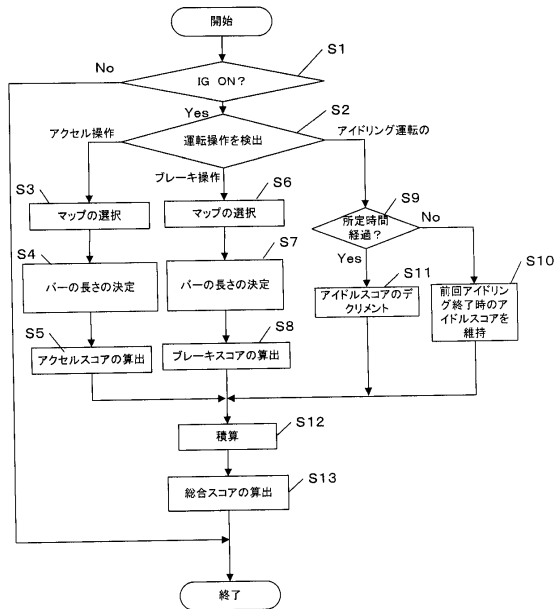 開始
S1
No
IG ON?
S2
Yes
アクセル操作
運転操作を検出
アイドリング運転の
ブレーキ操作
S3
マップの選択
S6
マップの選択
S9
所定時間
経過?
No
Yes
S4
バーの長さの決定
S7
バーの長さの決定
S11
アイドルスコアのデ
クリメント
S10
前回アイドリン
グ終了時のア
イドルスコアを
維持
S5
アクセルスコアの算出
S8
ブレーキスコアの算出
S12
積算
S13
総合スコアの算出
終了